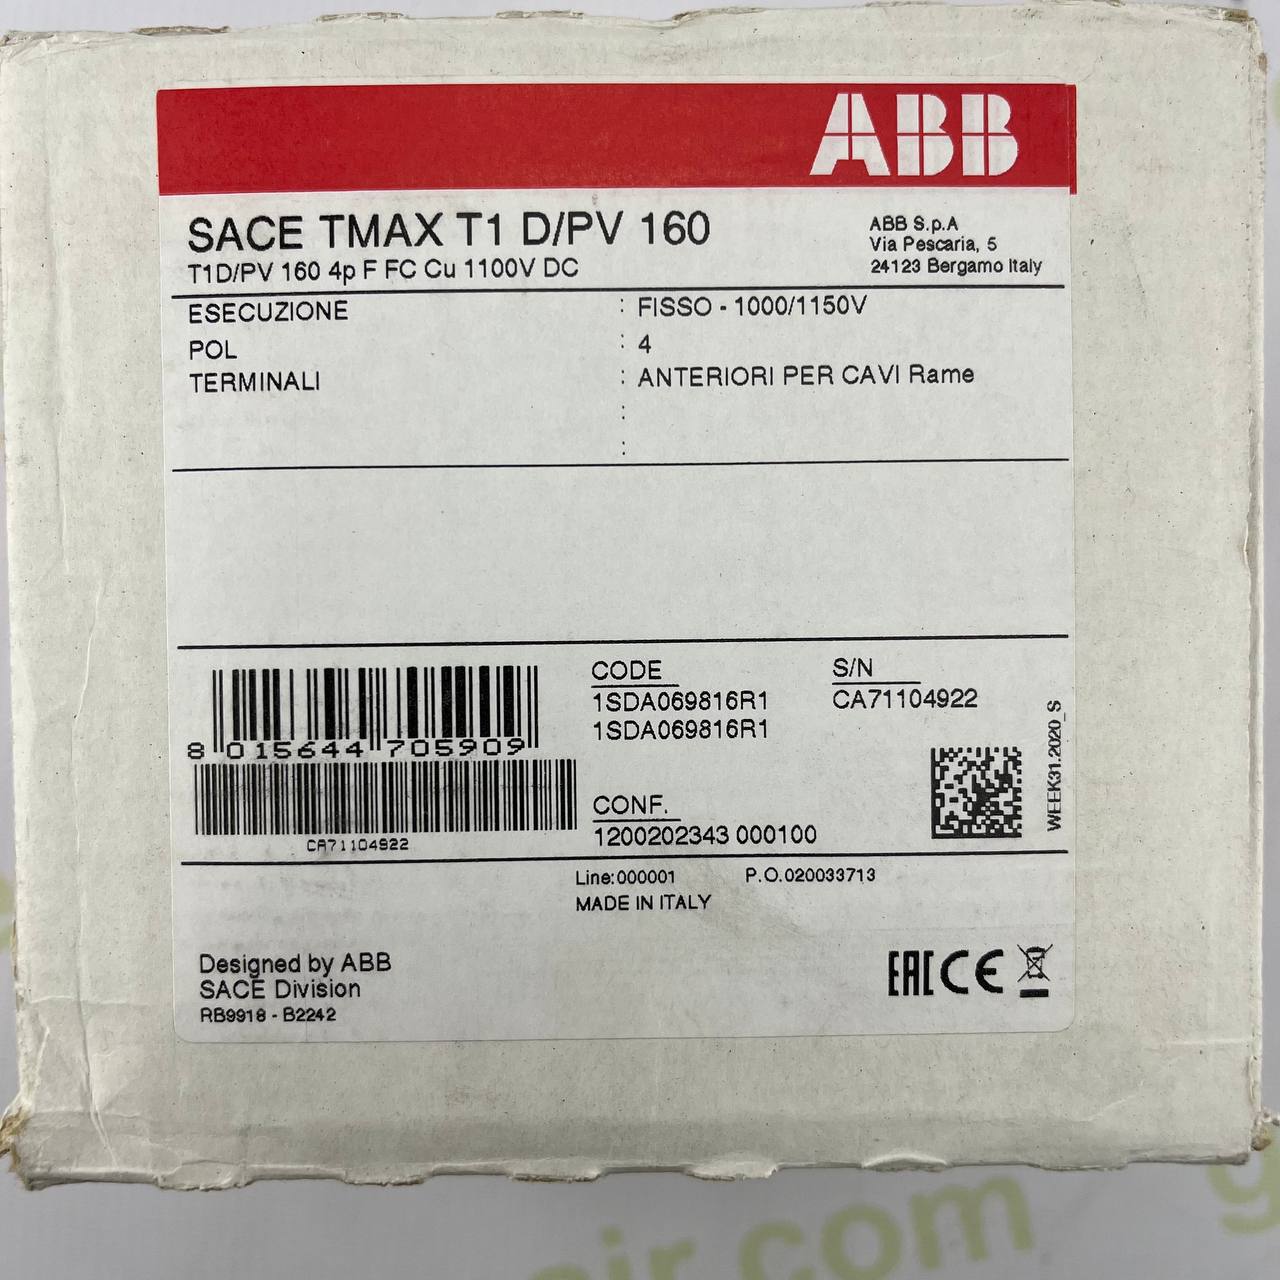 ABB
SACE TMAX T1 D/PV 160
T1D/PV 160 4p F FC Cu 1100V DC
ABB S.p.A
Via Pescaria, 5
24123 Bergamo Italy
ESECUZIONE : FISSO - 1000/1150V
POL : 4
TERMINALI : ANTERIORI PER CAVI Rame
:
:
8 015644 705909
CA71104922
CODE
1SDA069816R1
1SDA069816R1
S/N
CA71104922
CONF.
1200202343 000100
WEEK31.2020_S
Line:000001 P.O.020033713
MADE IN ITALY
Designed by ABB
SACE Division
RB9918 - B2242
EAC CE